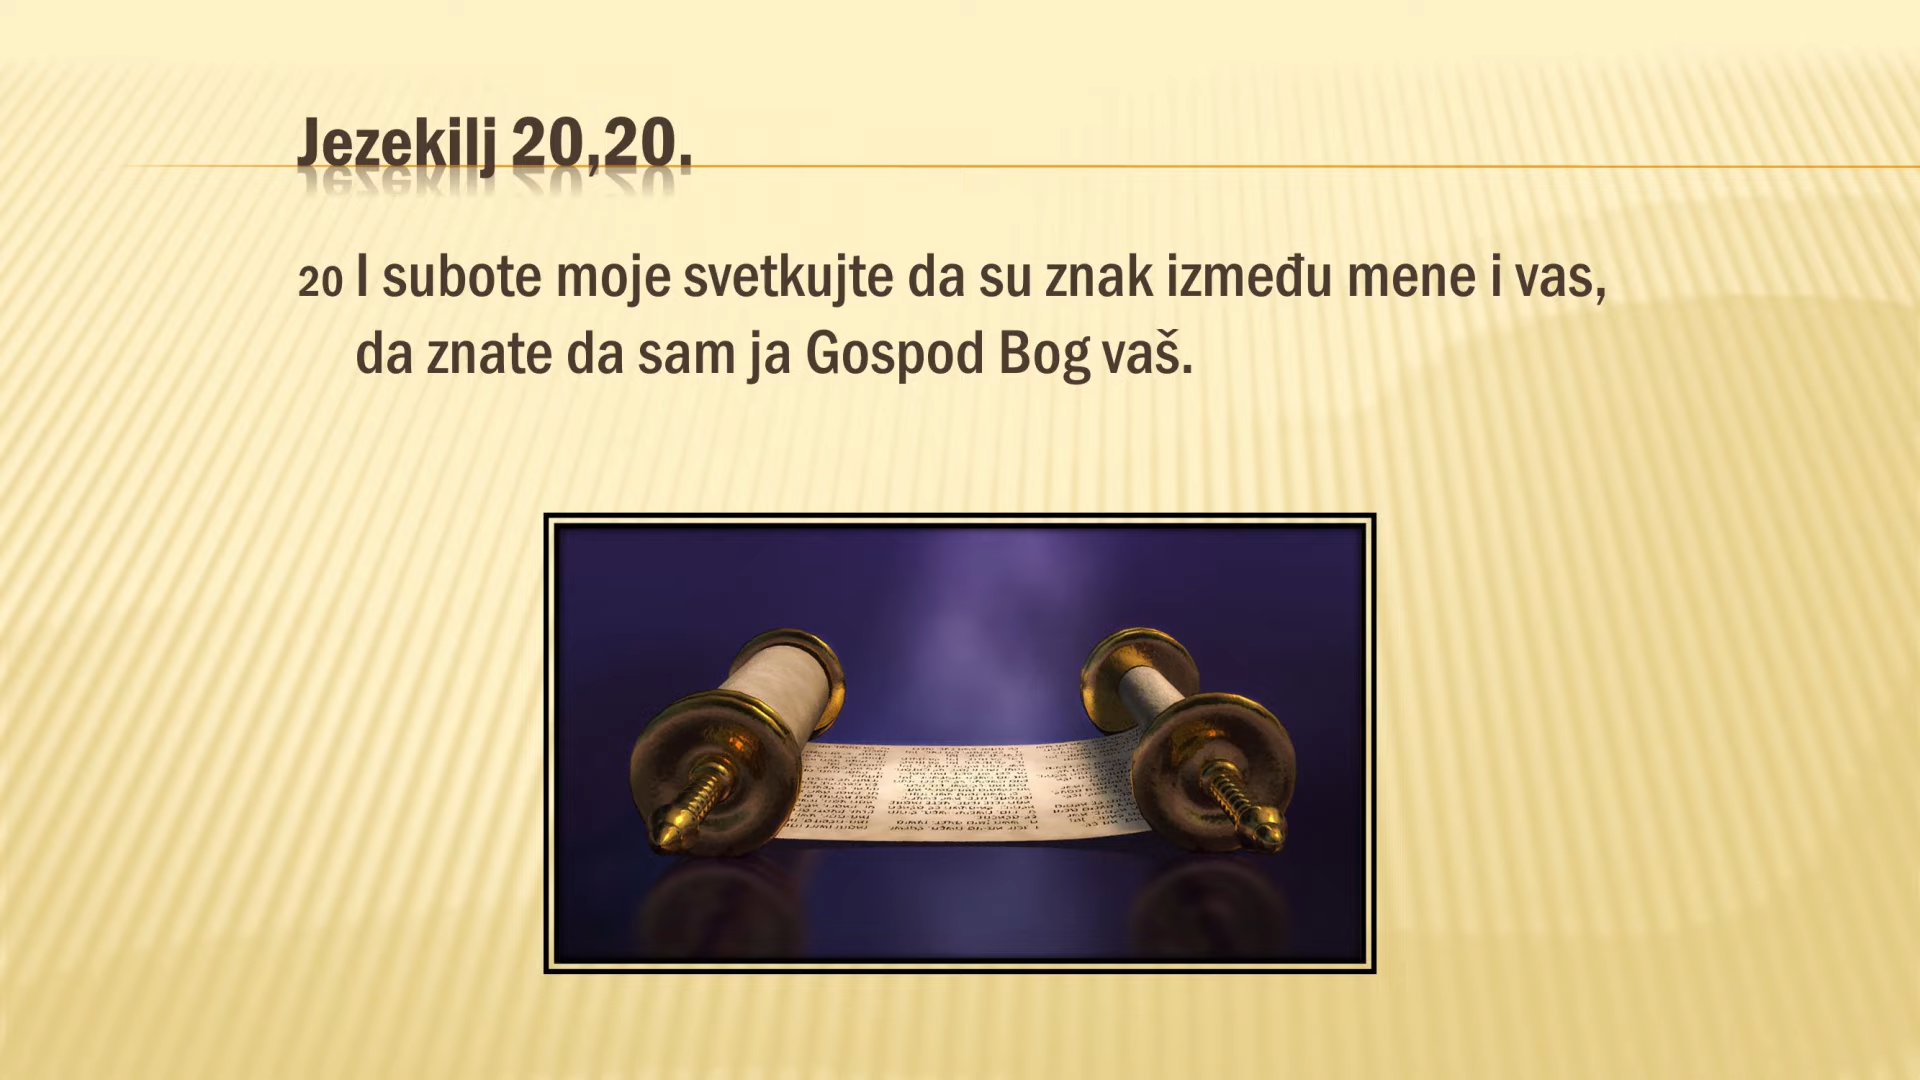 Jezekilj 20,20.
20 I subote moje svetkujte da su znak između mene i vas,
da znate da sam ja Gospod Bog vaš.